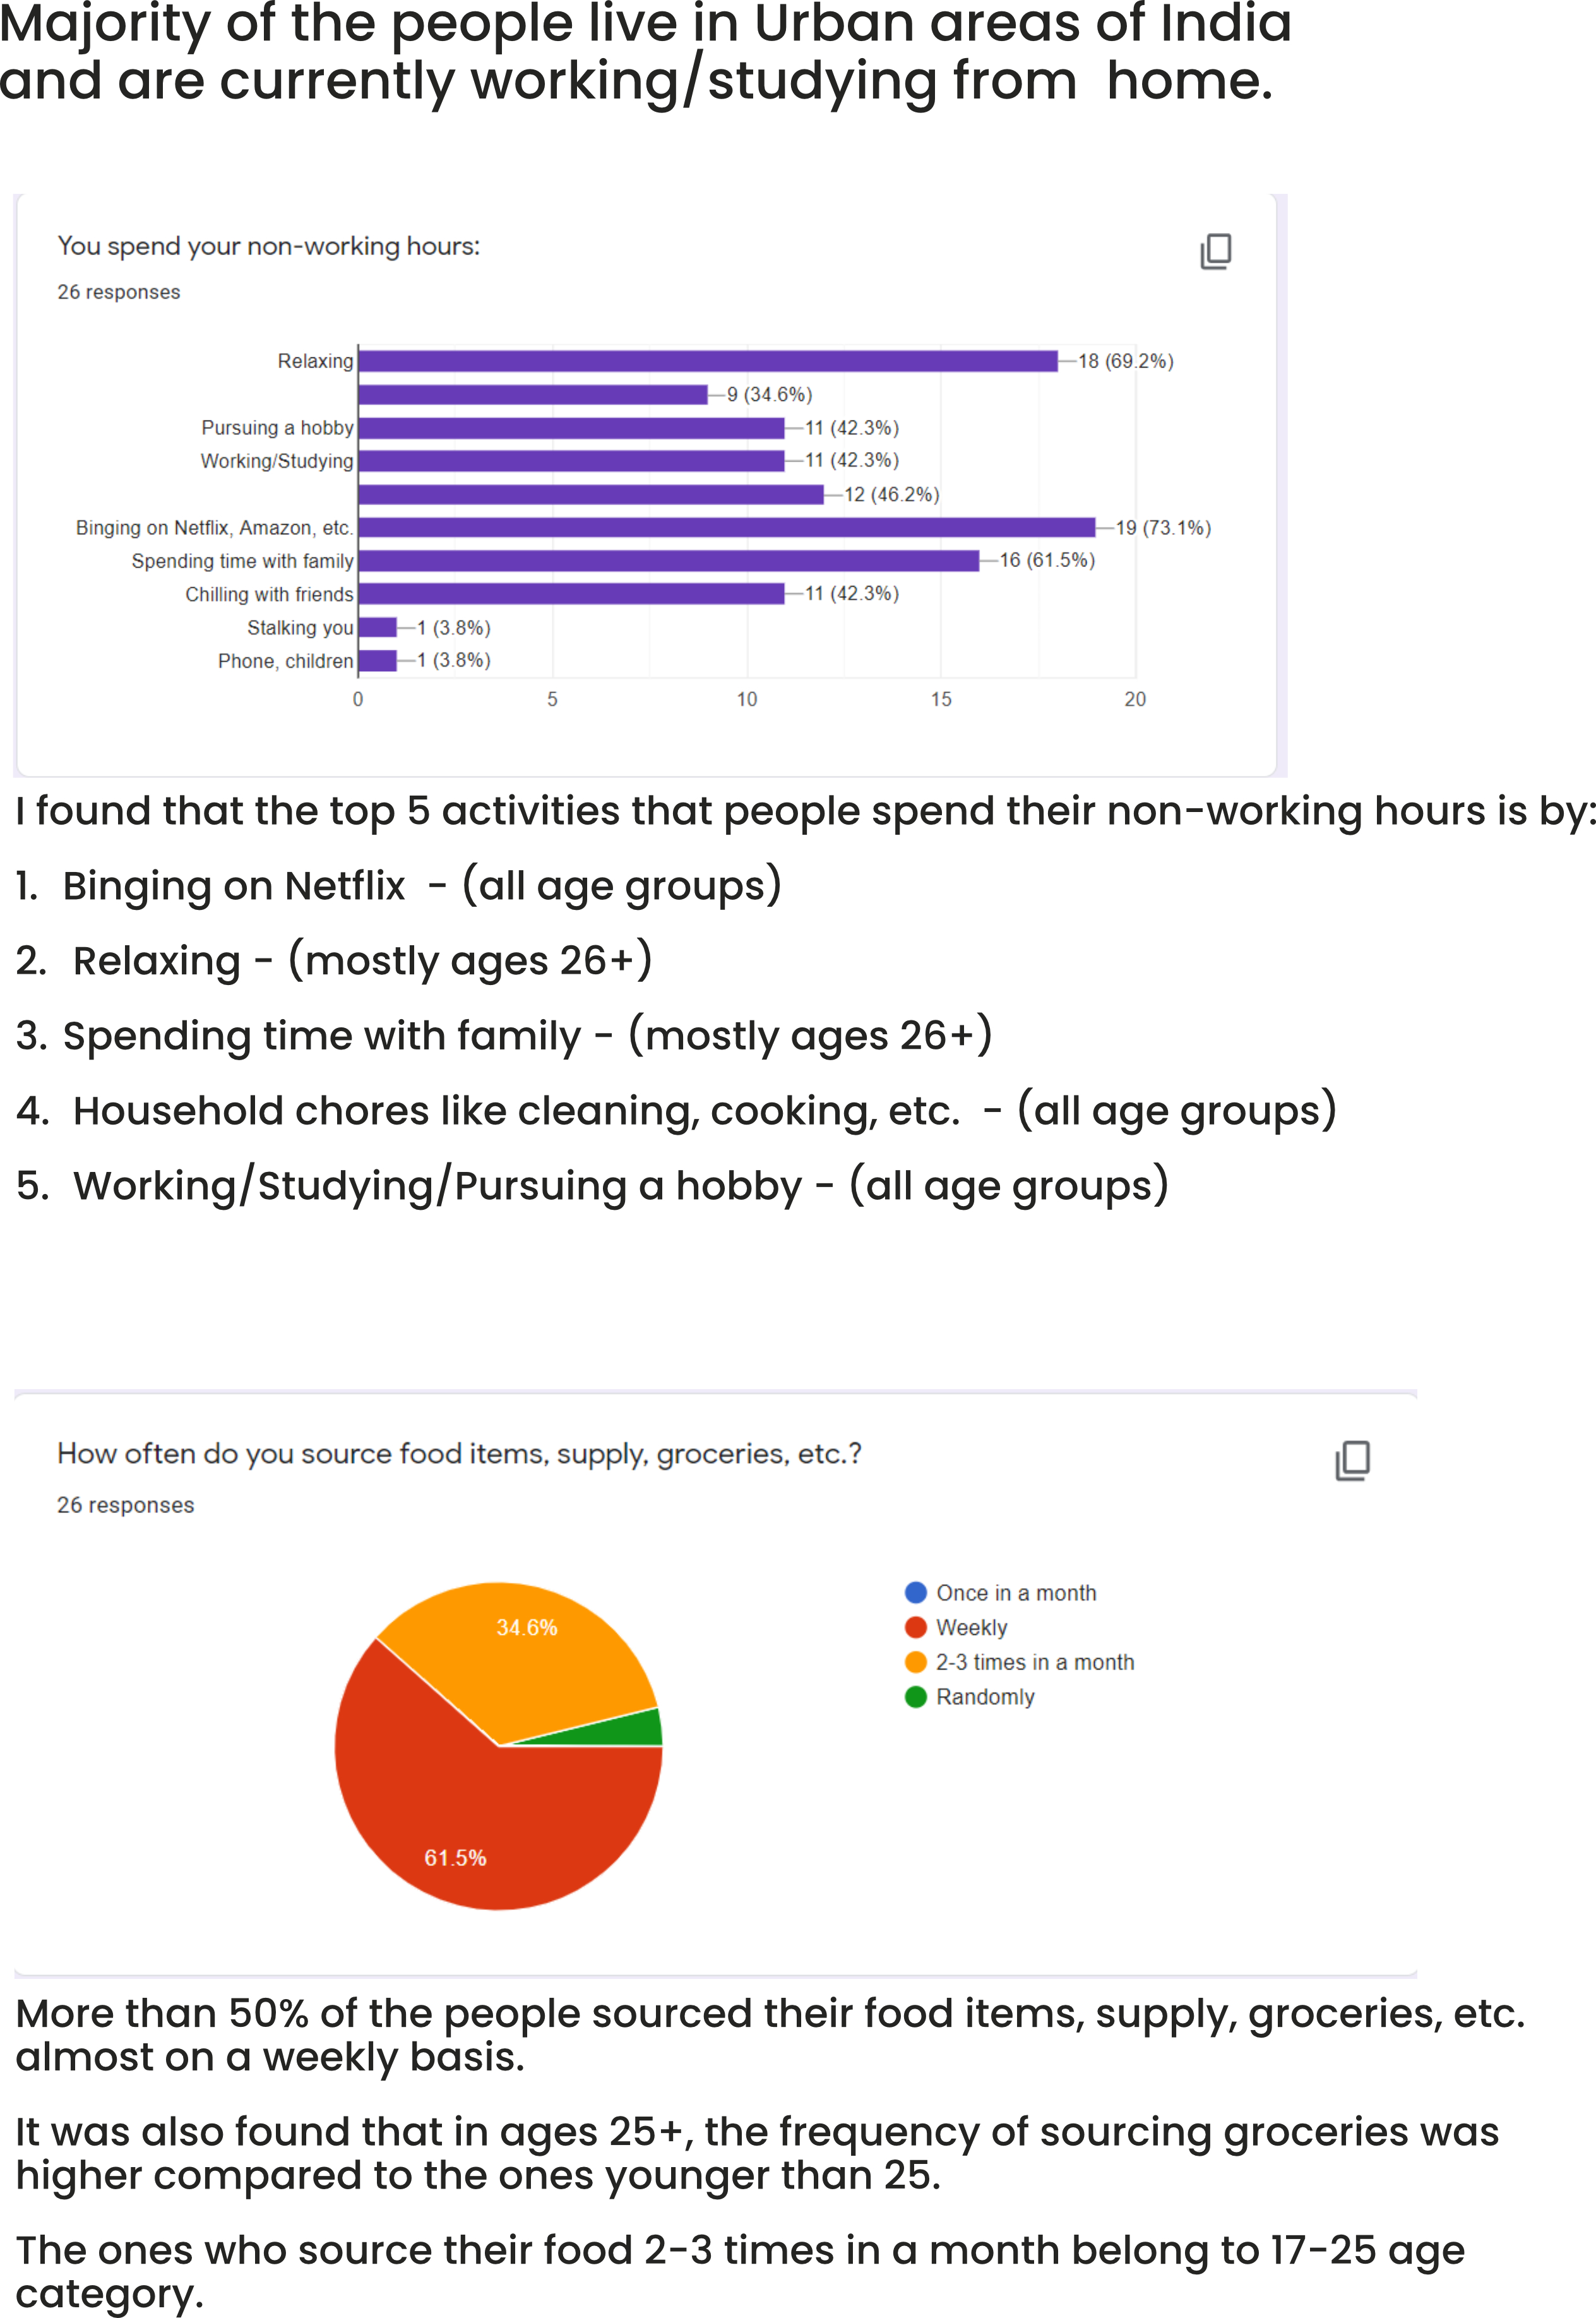 Majority of the people live in Urban areas of India
and are currently working/studying from  home.
You spend your non-working hours:
26 responses
Relaxing 18 (69.2%)
9 (34.6%)
Pursuing a hobby 11 (42.3%)
Working/Studying 11 (42.3%)
12 (46.2%)
Binging on Netflix, Amazon, etc. 19 (73.1%)
Spending time with family 16 (61.5%)
Chilling with friends 11 (42.3%)
Stalking you 1 (3.8%)
Phone, children 1 (3.8%)
0 5 10 15 20
I found that the top 5 activities that people spend their non-working hours is by:
1. Binging on Netflix - (all age groups)
2. Relaxing - (mostly ages 26+)
3. Spending time with family - (mostly ages 26+)
4. Household chores like cleaning, cooking, etc. - (all age groups)
5. Working/Studying/Pursuing a hobby - (all age groups)
How often do you source food items, supply, groceries, etc.?
26 responses
34.6%
61.5%
Once in a month
Weekly
2-3 times in a month
Randomly
More than 50% of the people sourced their food items, supply, groceries, etc.
almost on a weekly basis.
It was also found that in ages 25+, the frequency of sourcing groceries was
higher compared to the ones younger than 25.
The ones who source their food 2-3 times in a month belong to 17-25 age
category.